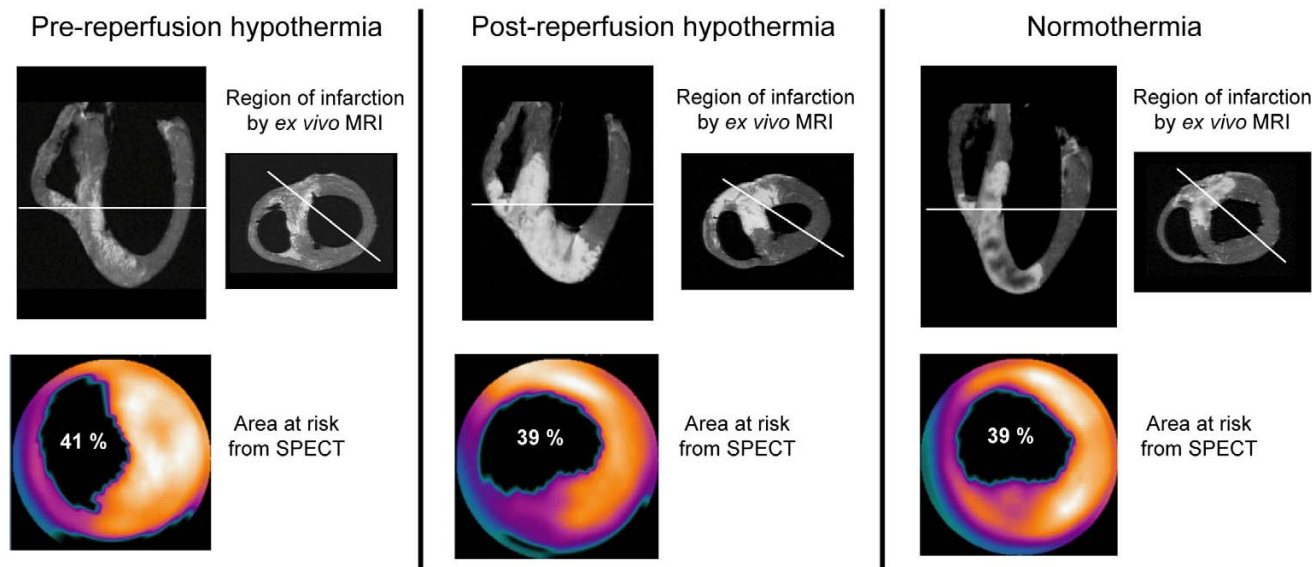 Pre-reperfusion hypothermia
Region of infarction
by ex vivo MRI
41 %
Area at risk
from SPECT
Post-reperfusion hypothermia
Region of infarction
by ex vivo MRI
39 %
Area at risk
from SPECT
Normothermia
Region of infarction
by ex vivo MRI
39 %
Area at risk
from SPECT